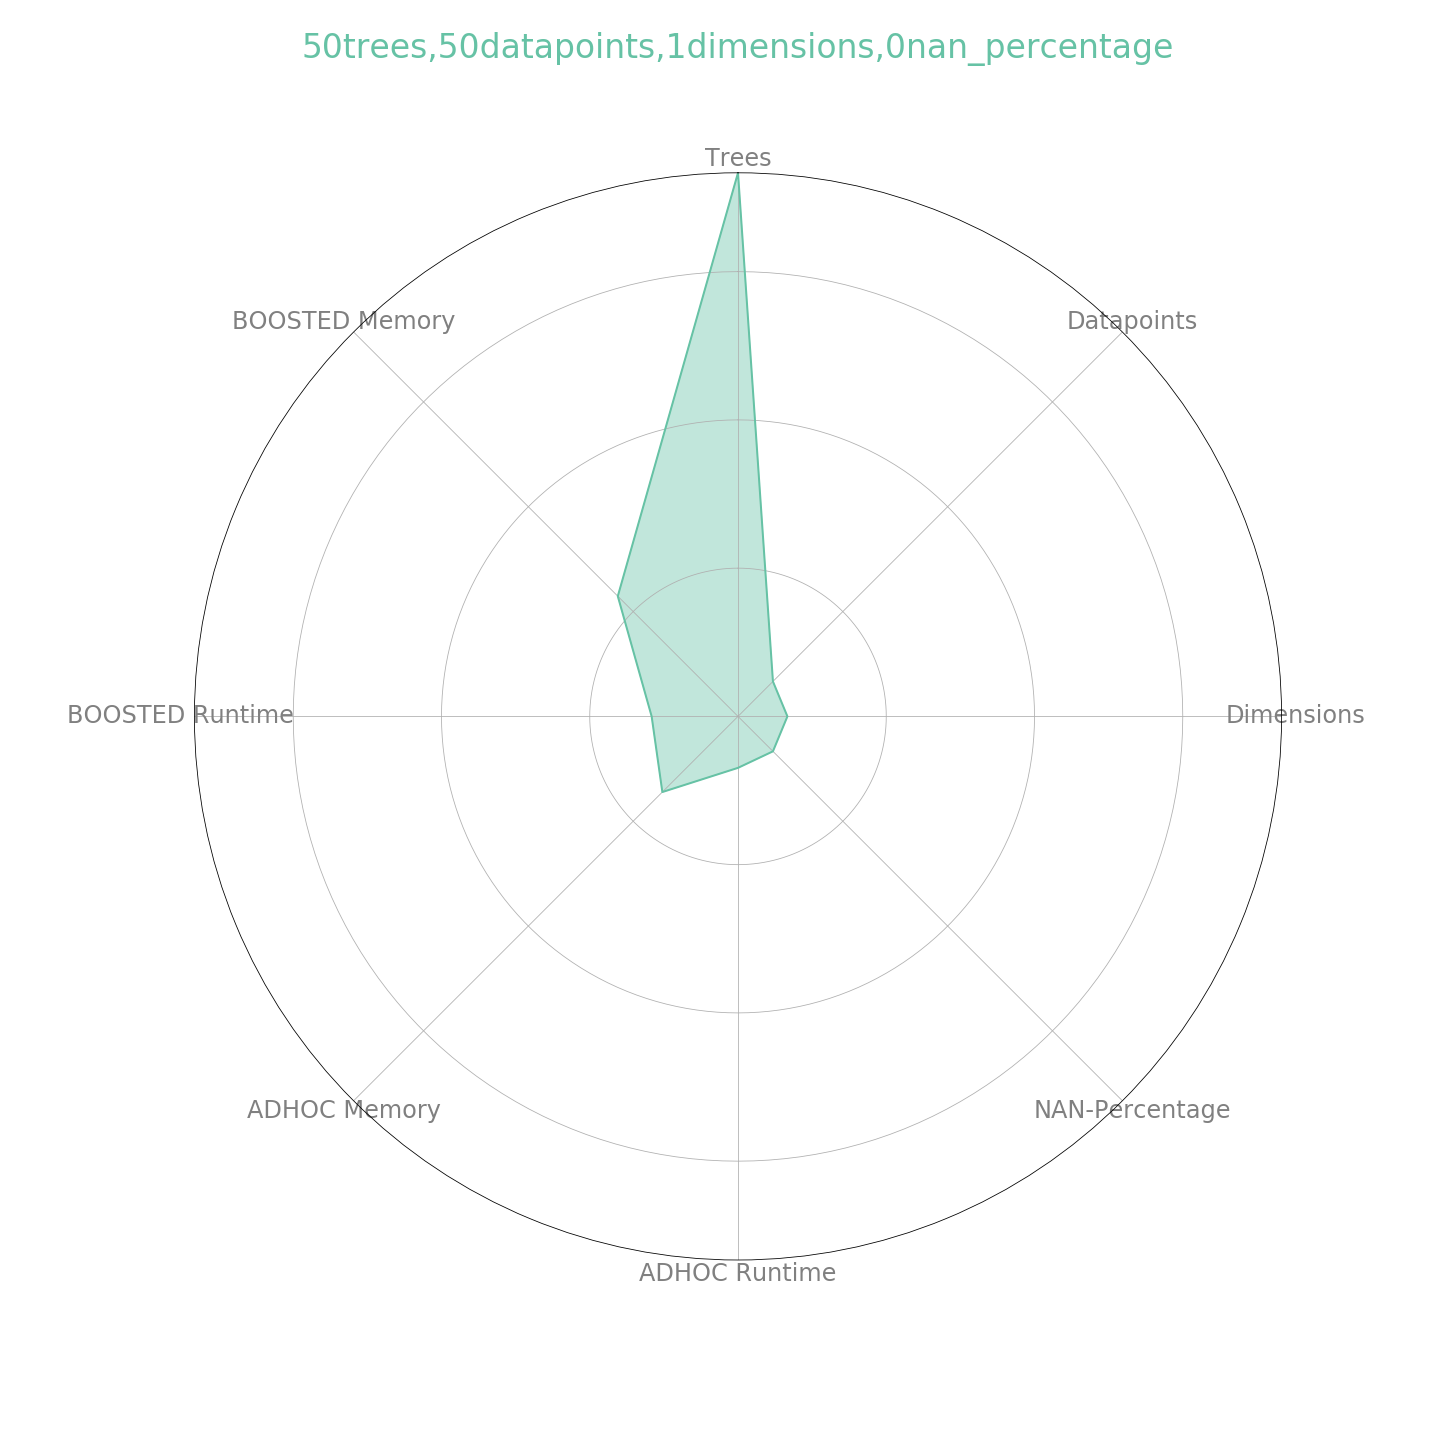 50trees,50datapoints,1dimensions,0nan_percentage
Trees
BOOSTED Memory
Datapoints
BOOSTED Runtime
Dimensions
ADHOC Memory
NAN-Percentage
ADHOC Runtime